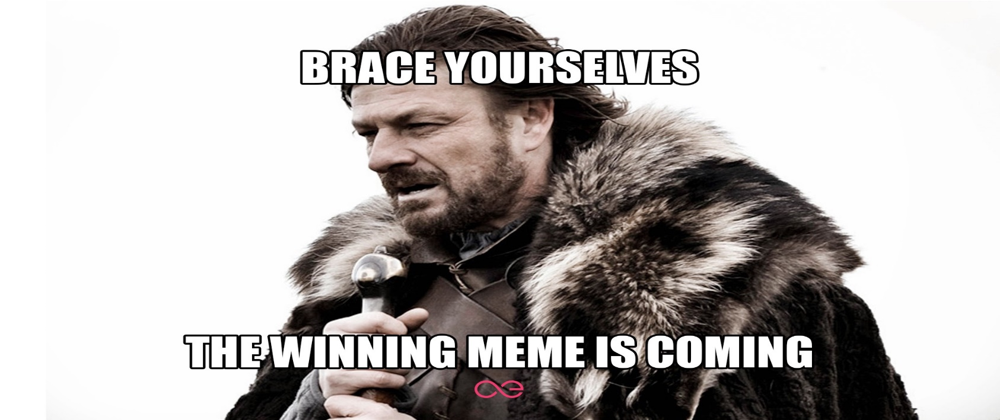 BRACE YOURSELVES
THE WINNING MEME IS COMING